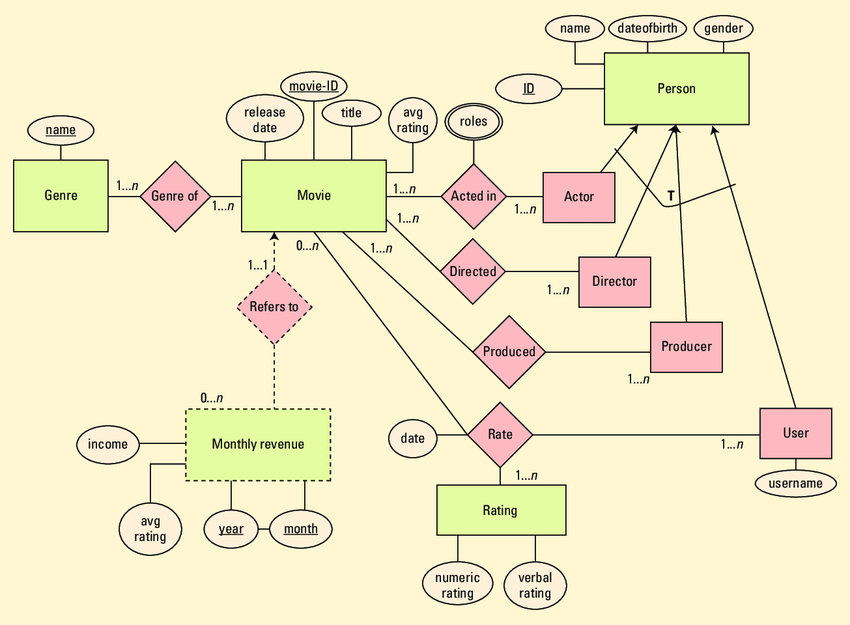 name
dateofbirth
gender
Person
ID
movie-ID
release
date
title
avg
rating
roles
name
Genre
1...n
Genre of
1...n
Movie
1...n
Acted in
1...n
Actor
T
1...n
0...n
1...n
1...1
Directed
1...n
Director
Refers to
Produced
1...n
Producer
0...n
income
Monthly revenue
date
Rate
1...n
User
1...n
username
Rating
avg
rating
year
month
numeric
rating
verbal
rating